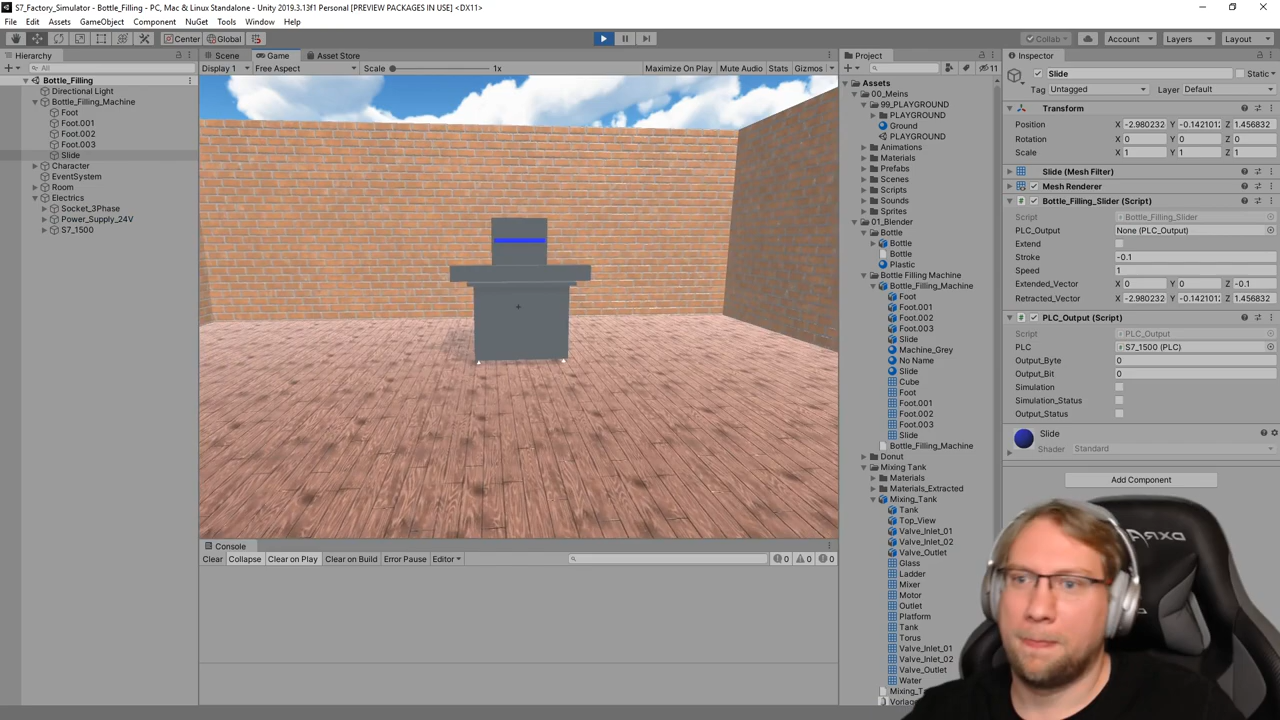 S7_Factory_Simulator - Bottle_Filling - PC, Mac & Linux Standalone - Unity 2019.3.13f1 Personal [PREVIEW PACKAGES IN USE] <DX11>
File Edit Assets GameObject Component NuGet Tools Window Help
Center Global Collab Account Layers Layout
Hierarchy
All
Bottle_Filling
Directional Light
Bottle_Filling_Machine
Foot
Foot.001
Foot.002
Foot.003
Slide
Character
EventSystem
Room
Electrics
Socket_3Phase
Power_Supply_24V
S7_1500
Scene Game Asset Store
Display 1 Free Aspect Scale 1x Maximize On Play Mute Audio Stats Gizmos
Console
Clear Collapse Clear on Play Clear on Build Error Pause Editor 0 0 0
Project
11
Assets
00_Meins
99_PLAYGROUND
PLAYGROUND
Ground
PLAYGROUND
Animations
Materials
Prefabs
Scenes
Scripts
Sounds
Sprites
01_Blender
Bottle
Bottle
Bottle
Plastic
Bottle Filling Machine
Bottle_Filling_Machine
Foot
Foot.001
Foot.002
Foot.003
Slide
Machine_Grey
No Name
Slide
Cube
Foot
Foot.001
Foot.002
Foot.003
Slide
Bottle_Filling_Machine
Donut
Mixing Tank
Materials
Materials_Extracted
Mixing_Tank
Tank
Top_View
Valve_Inlet_01
Valve_Inlet_02
Valve_Outlet
Glass
Ladder
Mixer
Motor
Outlet
Platform
Tank
Torus
Valve_Inlet_01
Valve_Inlet_02
Valve_Outlet
Water
Mixing_T
Vorlage
Inspector
Slide Static
Tag Untagged Layer Default
Transform
Position X -2.980232 Y -0.1421012 Z 1.456832
Rotation X 0 Y 0 Z 0
Scale X 1 Y 1 Z 1
Slide (Mesh Filter)
Mesh Renderer
Bottle_Filling_Slider (Script)
Script Bottle_Filling_Slider
PLC_Output None (PLC_Output)
Extend
Stroke -0.1
Speed 1
Extended_Vector X 0 Y 0 Z -0.1
Retracted_Vector X -2.980232 Y -0.1421012 Z 1.456832
PLC_Output (Script)
Script PLC_Output
PLC S7_1500 (PLC)
Output_Byte 0
Output_Bit 0
Simulation
Simulation_Status
Output_Status
Slide
Shader Standard
Add Component